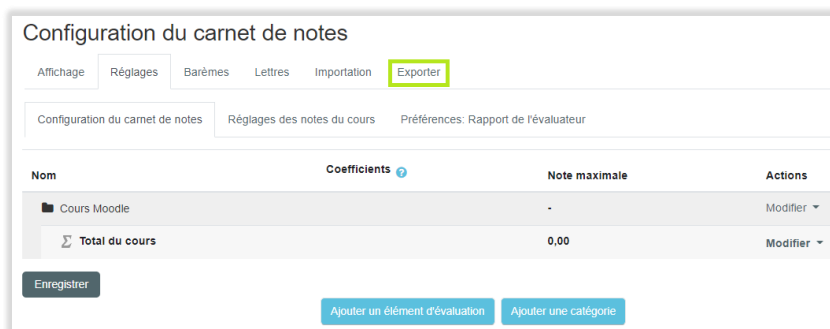 Configuration du carnet de notes
Affichage Réglages Barèmes Lettres Importation Exporter
Configuration du carnet de notes Réglages des notes du cours Préférences: Rapport de l'évaluateur
Nom Coefficients ? Note maximale Actions
Cours Moodle - Modifier
Σ Total du cours 0,00 Modifier
Enregistrer
Ajouter un élément d'évaluation Ajouter une catégorie